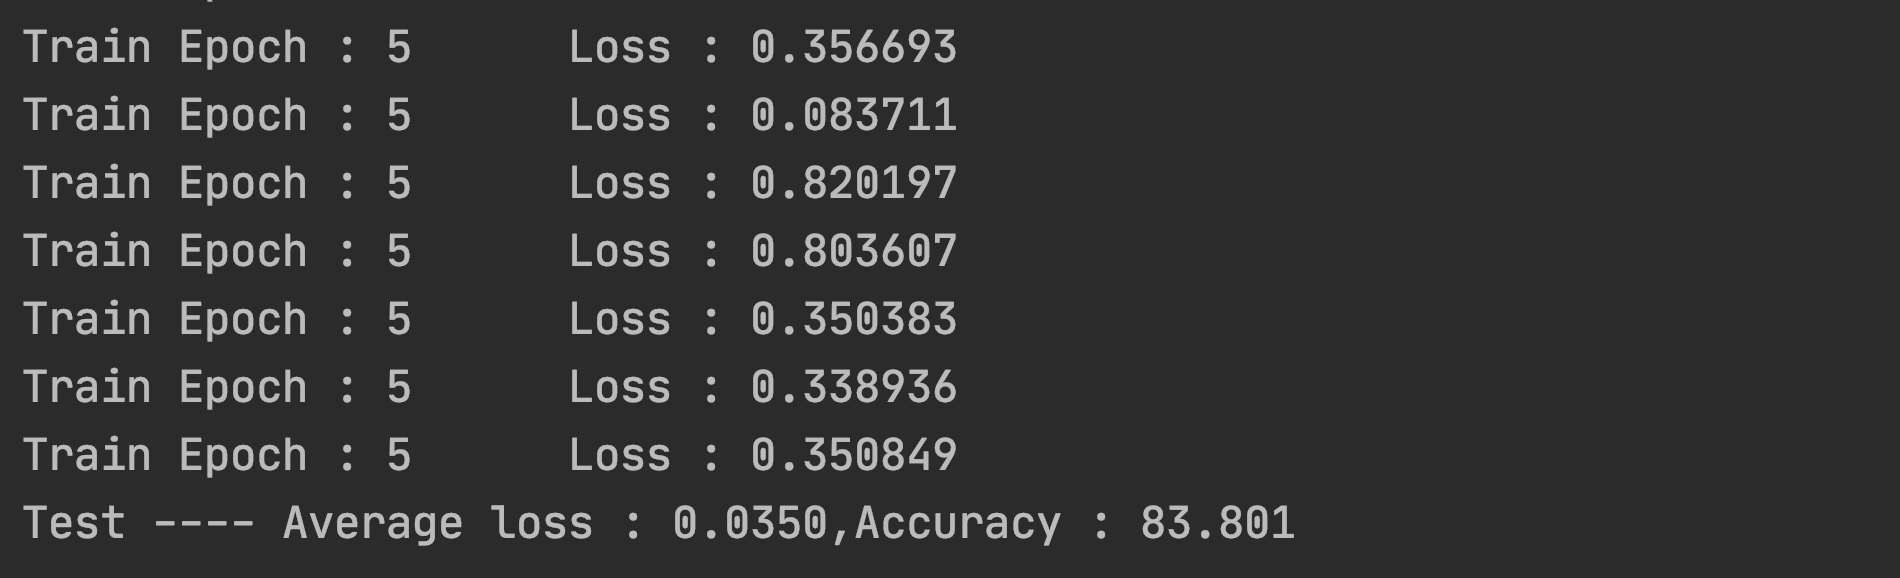 Train Epoch : 5      Loss : 0.356693
Train Epoch : 5      Loss : 0.083711
Train Epoch : 5      Loss : 0.820197
Train Epoch : 5      Loss : 0.803607
Train Epoch : 5      Loss : 0.350383
Train Epoch : 5      Loss : 0.338936
Train Epoch : 5      Loss : 0.350849
Test ---- Average loss : 0.0350,Accuracy : 83.801